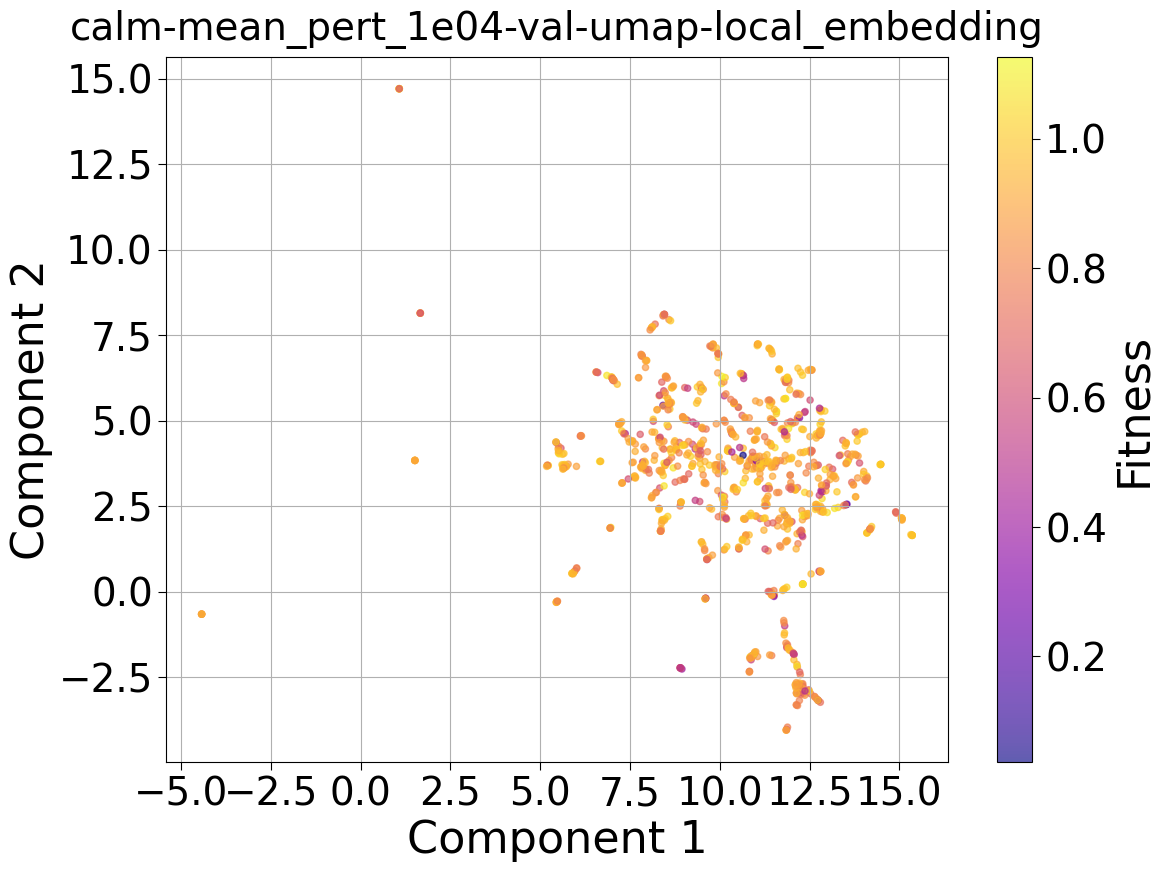 calm-mean_pert_1e04-val-umap-local_embedding
15.0
12.5
10.0
7.5
5.0
2.5
0.0
−2.5
Component 2
−5.0 −2.5 0.0 2.5 5.0 7.5 10.0 12.5 15.0
Component 1
1.0
0.8
0.6
0.4
0.2
Fitness